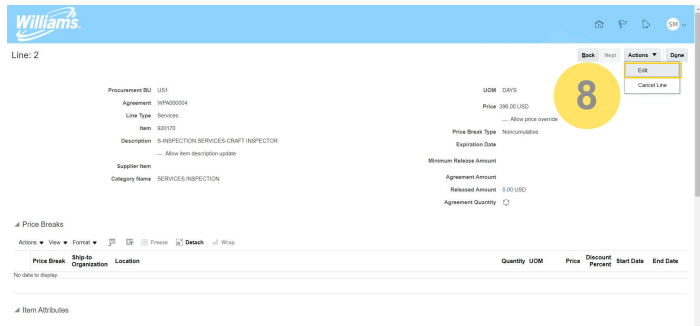 Williams.
SM
Line: 2
Back Next Actions Done
Edit
Cancel Line
8
Procurement BU US1
Agreement WPA000004
Line Type Services
Item 920170
Description S-INSPECTION SERVICES-CRAFT INSPECTOR
Allow item description update
Supplier Item
Category Name SERVICES.INSPECTION
UOM DAYS
Price 396.00 USD
Allow price override
Price Break Type Noncumulative
Expiration Date
Minimum Release Amount
Agreement Amount
Released Amount 0.00 USD
Agreement Quantity
Price Breaks
Actions View Format Freeze Detach Wrap
Price Break Ship-to Organization Location Quantity UOM Price Discount Percent Start Date End Date
No data to display.
Item Attributes